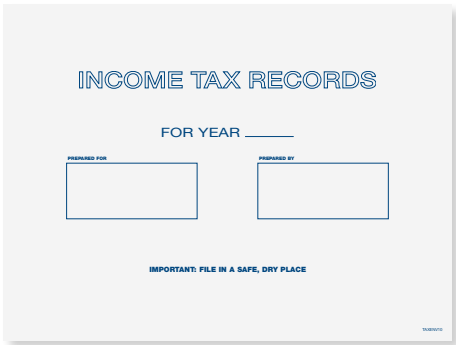 INCOME TAX RECORDS
FOR YEAR
PREPARED FOR
PREPARED BY
IMPORTANT: FILE IN A SAFE, DRY PLACE